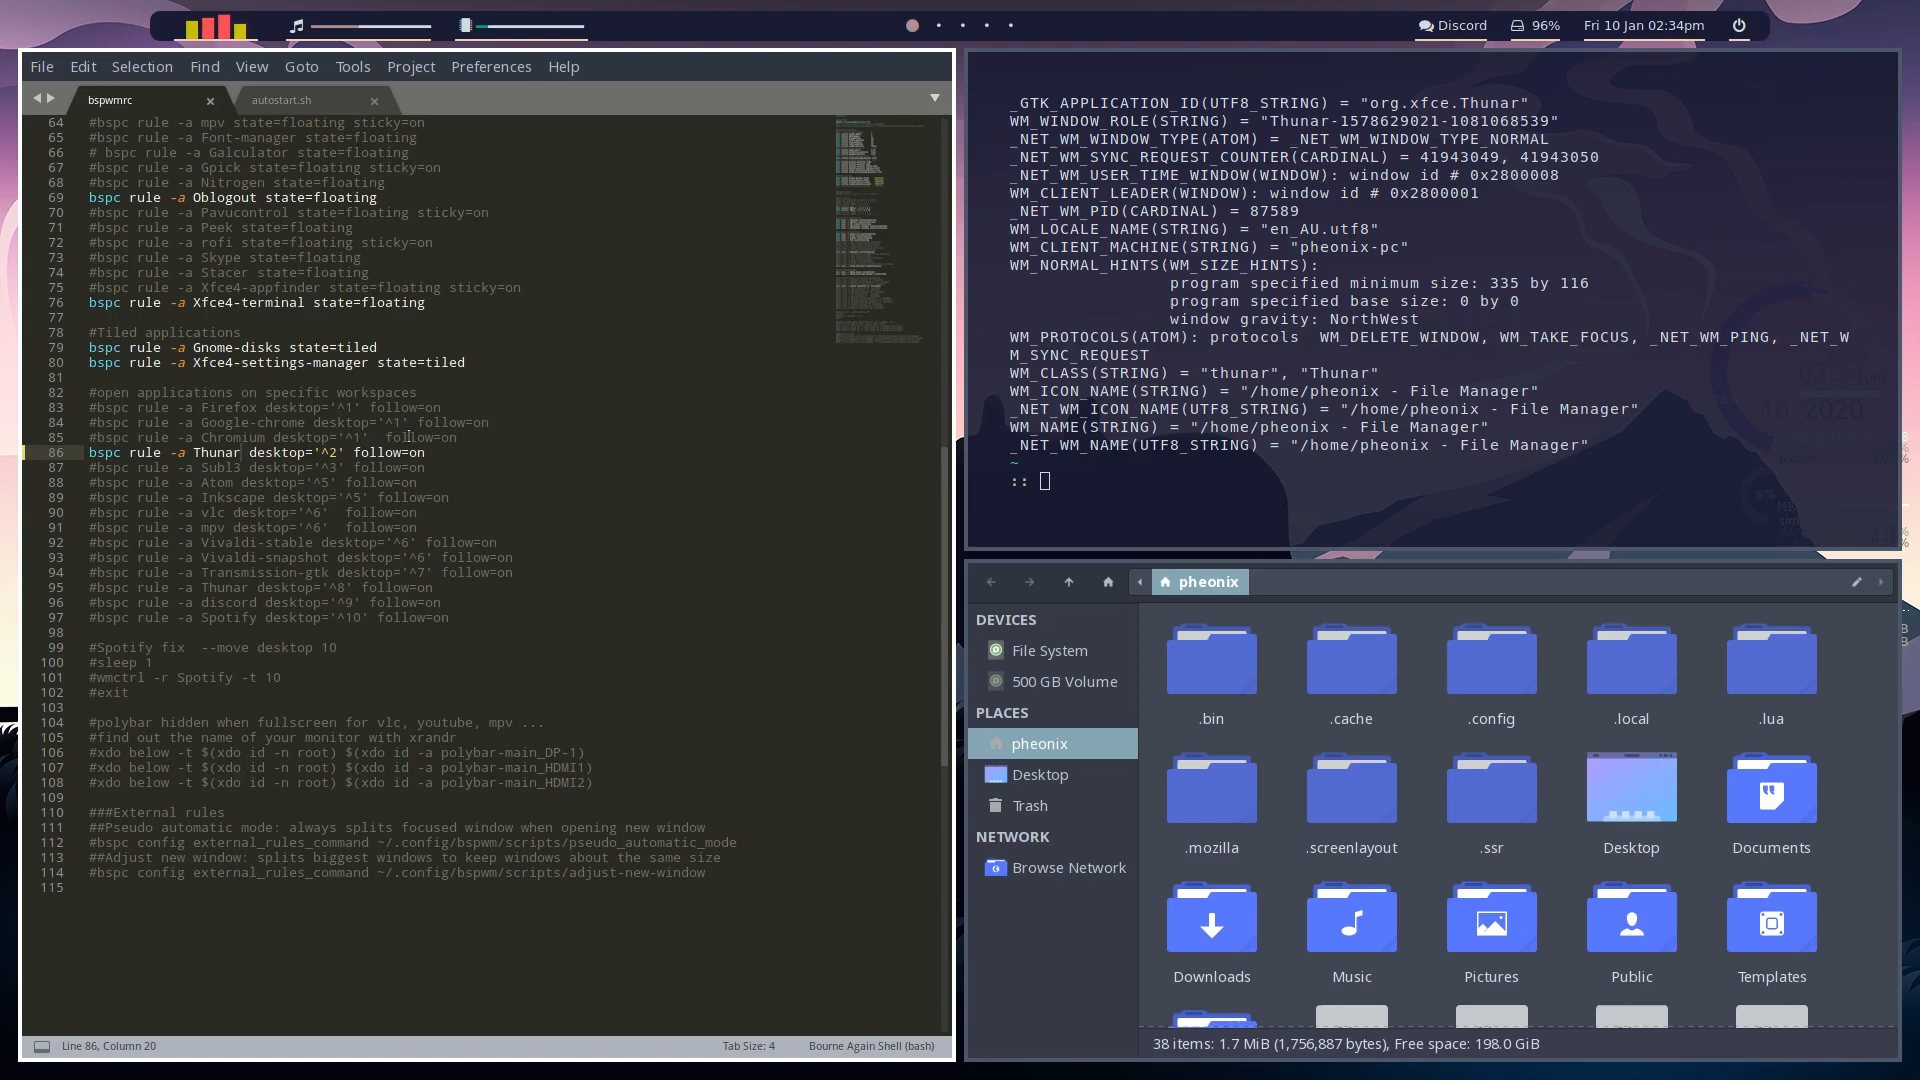 Discord
96%
Fri 10 Jan 02:34pm
File Edit Selection Find View Goto Tools Project Preferences Help
bspwmrc
autostart.sh
64 #bspc rule -a mpv state=floating sticky=on
65 #bspc rule -a Font-manager state=floating
66 # bspc rule -a Galculator state=floating
67 #bspc rule -a Gpick state=floating sticky=on
68 #bspc rule -a Nitrogen state=floating
69 bspc rule -a Oblogout state=floating
70 #bspc rule -a Pavucontrol state=floating sticky=on
71 #bspc rule -a Peek state=floating
72 #bspc rule -a rofi state=floating sticky=on
73 #bspc rule -a Skype state=floating
74 #bspc rule -a Stacer state=floating
75 #bspc rule -a Xfce4-appfinder state=floating sticky=on
76 bspc rule -a Xfce4-terminal state=floating
77
78 #Tiled applications
79 bspc rule -a Gnome-disks state=tiled
80 bspc rule -a Xfce4-settings-manager state=tiled
81
82 #open applications on specific workspaces
83 #bspc rule -a Firefox desktop='^1' follow=on
84 #bspc rule -a Google-chrome desktop='^1' follow=on
85 #bspc rule -a Chromium desktop='^1'  follow=on
86 bspc rule -a Thunar desktop='^2' follow=on
87 #bspc rule -a Subl3 desktop='^3' follow=on
88 #bspc rule -a Atom desktop='^5' follow=on
89 #bspc rule -a Inkscape desktop='^5' follow=on
90 #bspc rule -a vlc desktop='^6'  follow=on
91 #bspc rule -a mpv desktop='^6'  follow=on
92 #bspc rule -a Vivaldi-stable desktop='^6' follow=on
93 #bspc rule -a Vivaldi-snapshot desktop='^6' follow=on
94 #bspc rule -a Transmission-gtk desktop='^7' follow=on
95 #bspc rule -a Thunar desktop='^8' follow=on
96 #bspc rule -a discord desktop='^9' follow=on
97 #bspc rule -a Spotify desktop='^10' follow=on
98
99 #Spotify fix  --move desktop 10
100 #sleep 1
101 #wmctrl -r Spotify -t 10
102 #exit
103
104 #polybar hidden when fullscreen for vlc, youtube, mpv ...
105 #find out the name of your monitor with xrandr
106 #xdo below -t $(xdo id -n root) $(xdo id -a polybar-main_DP-1)
107 #xdo below -t $(xdo id -n root) $(xdo id -a polybar-main_HDMI1)
108 #xdo below -t $(xdo id -n root) $(xdo id -a polybar-main_HDMI2)
109
110 ###External rules
111 ##Pseudo automatic mode: always splits focused window when opening new window
112 #bspc config external_rules_command ~/.config/bspwm/scripts/pseudo_automatic_mode
113 ##Adjust new window: splits biggest windows to keep windows about the same size
114 #bspc config external_rules_command ~/.config/bspwm/scripts/adjust-new-window
115
Line 86, Column 20
Tab Size: 4
Bourne Again Shell (bash)
_GTK_APPLICATION_ID(UTF8_STRING) = "org.xfce.Thunar"
WM_WINDOW_ROLE(STRING) = "Thunar-1578629021-1081068539"
_NET_WM_WINDOW_TYPE(ATOM) = _NET_WM_WINDOW_TYPE_NORMAL
_NET_WM_SYNC_REQUEST_COUNTER(CARDINAL) = 41943049, 41943050
_NET_WM_USER_TIME_WINDOW(WINDOW): window id # 0x2800008
WM_CLIENT_LEADER(WINDOW): window id # 0x2800001
_NET_WM_PID(CARDINAL) = 87589
WM_LOCALE_NAME(STRING) = "en_AU.utf8"
WM_CLIENT_MACHINE(STRING) = "pheonix-pc"
WM_NORMAL_HINTS(WM_SIZE_HINTS):
program specified minimum size: 335 by 116
program specified base size: 0 by 0
window gravity: NorthWest
WM_PROTOCOLS(ATOM): protocols  WM_DELETE_WINDOW, WM_TAKE_FOCUS, _NET_WM_PING, _NET_W
M_SYNC_REQUEST
WM_CLASS(STRING) = "thunar", "Thunar"
WM_ICON_NAME(STRING) = "/home/pheonix - File Manager"
_NET_WM_ICON_NAME(UTF8_STRING) = "/home/pheonix - File Manager"
WM_NAME(STRING) = "/home/pheonix - File Manager"
_NET_WM_NAME(UTF8_STRING) = "/home/pheonix - File Manager"
~
::
2020
8%
pheonix
DEVICES
File System
500 GB Volume
PLACES
pheonix
Desktop
Trash
NETWORK
Browse Network
.bin .cache .config .local .lua
.mozilla .screenlayout .ssr Desktop Documents
Downloads Music Pictures Public Templates
38 items: 1.7 MiB (1,756,887 bytes), Free space: 198.0 GiB